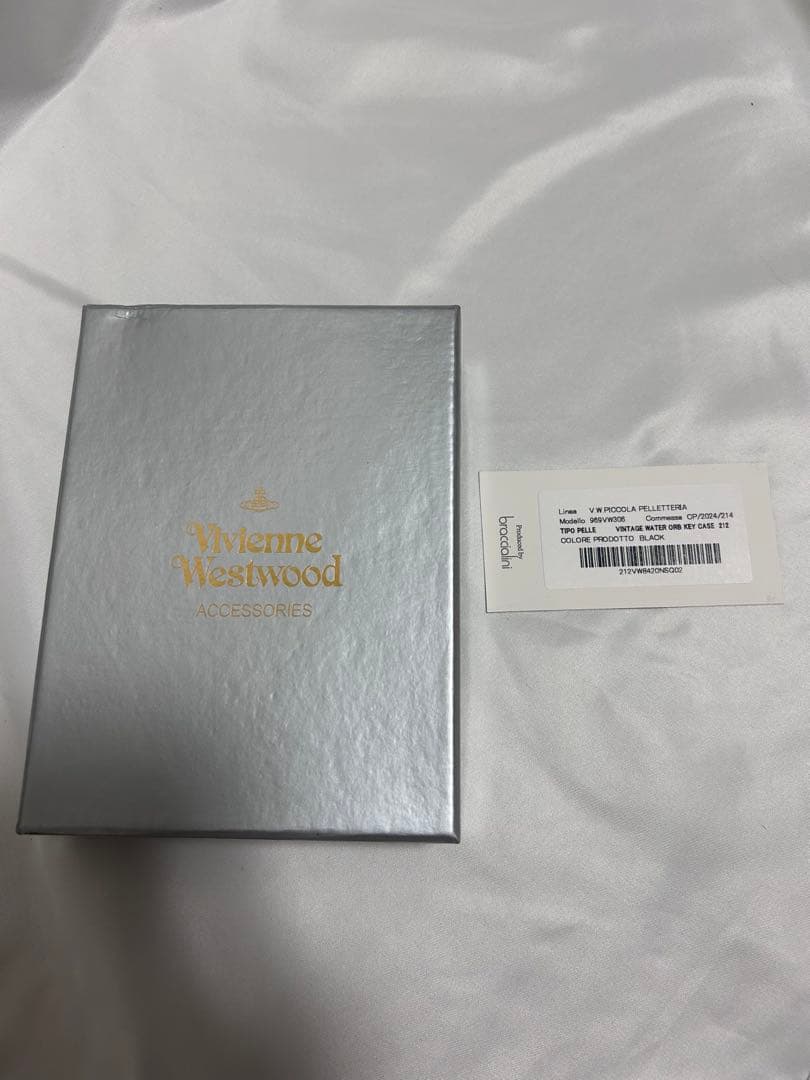 Vivienne
Westwood
ACCESSORIES
Produced by
braccialini
Linea V.W.PICCOLA PELLETTERIA
Modello 969VW306 Commessa CP/2024/214
TIPO PELLE VINTAGE WATER ORB KEY CASE 212
COLORE PRODOTTO BLACK
212VW8420NSQ02